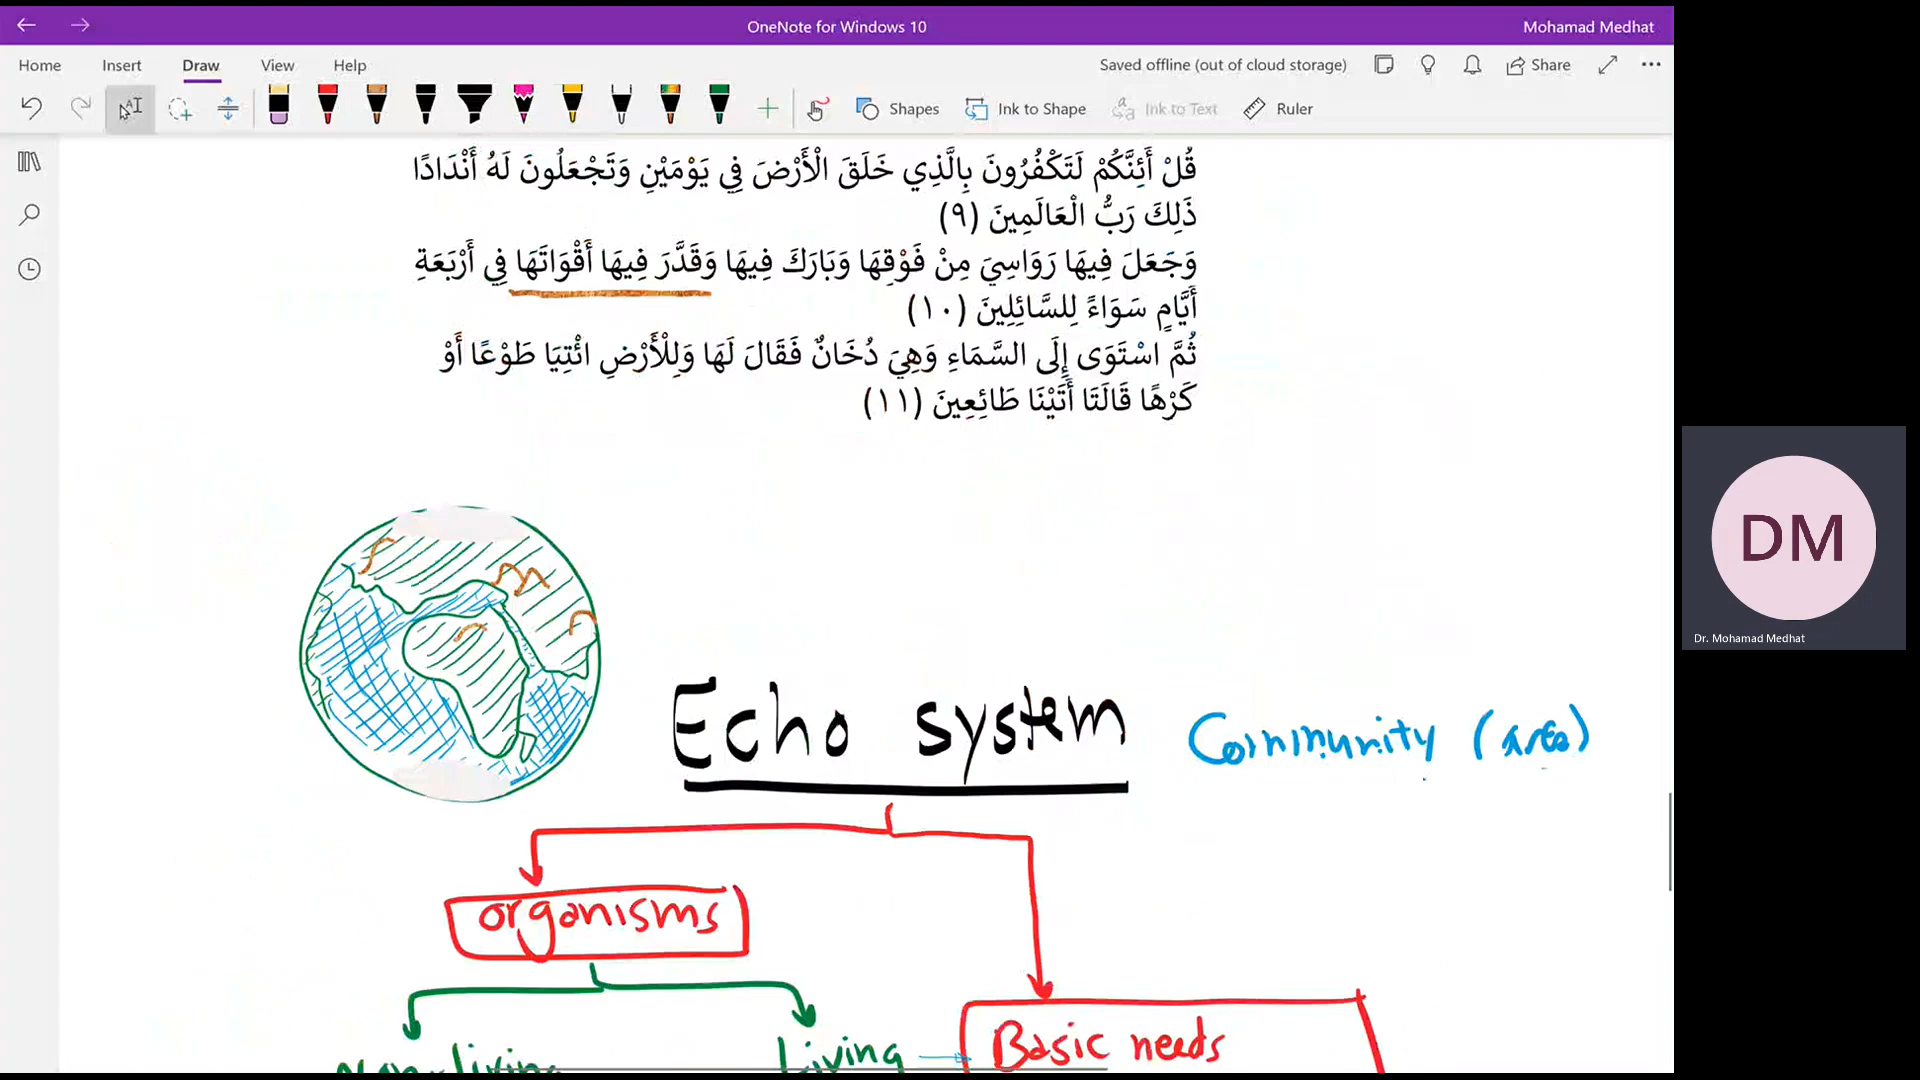 OneNote for Windows 10
Mohamad Medhat
Home Insert Draw View Help
Saved offline (out of cloud storage)
Share
Shapes
Ink to Shape
Ink to Text
Ruler
قُلْ أَئِنَّكُمْ لَتَكْفُرُونَ بِالَّذِي خَلَقَ الْأَرْضَ فِي يَوْمَيْنِ وَتَجْعَلُونَ لَهُ أَنْدَادًا
ذَلِكَ رَبُّ الْعَالَمِينَ (٩)
وَجَعَلَ فِيهَا رَوَاسِيَ مِنْ فَوْقِهَا وَبَارَكَ فِيهَا وَقَدَّرَ فِيهَا أَقْوَاتَهَا فِي أَرْبَعَةِ
أَيَّامٍ سَوَاءً لِلسَّائِلِينَ (١٠)
ثُمَّ اسْتَوَى إِلَى السَّمَاءِ وَهِيَ دُخَانٌ فَقَالَ لَهَا وَلِلْأَرْضِ ائْتِيَا طَوْعًا أَوْ
كَرْهًا قَالَتَا أَتَيْنَا طَائِعِينَ (١١)
DM
Dr. Mohamad Medhat
Echo system
Community (area)
organisms
Non-living
Living
Basic needs